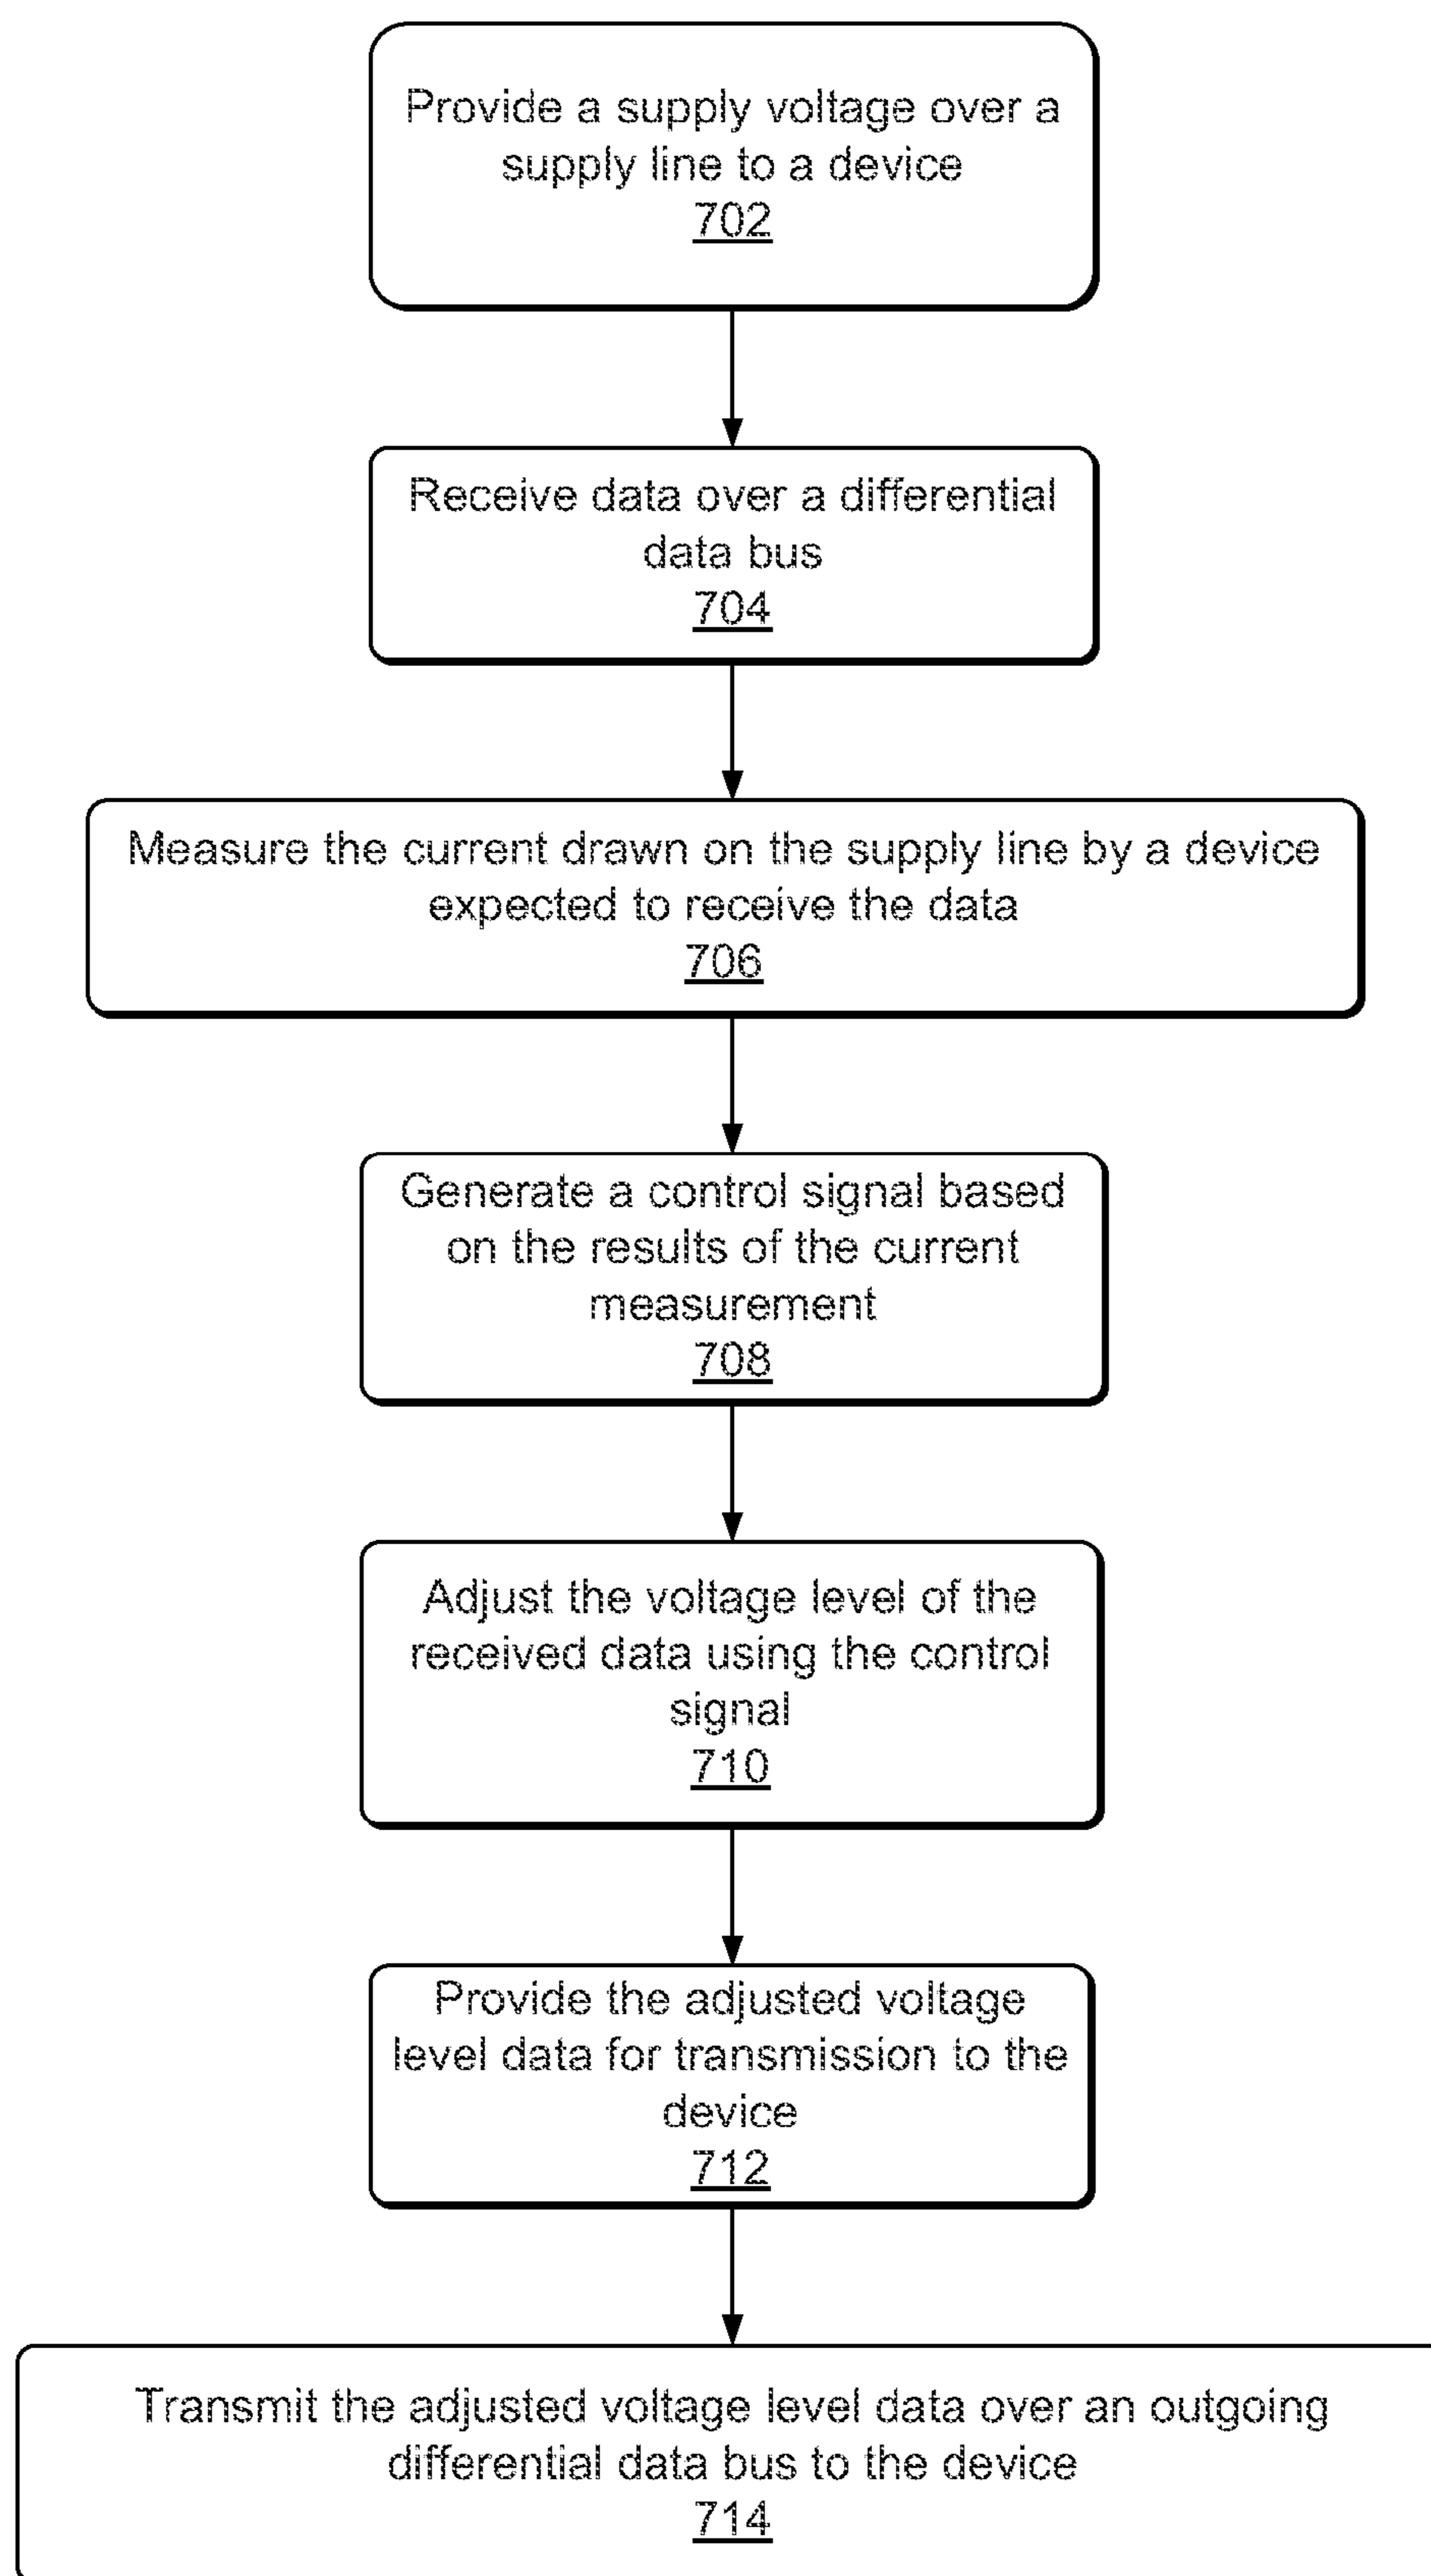 Provide a supply voltage over a
supply line to a device
702
Receive data over a differential
data bus
704
Measure the current drawn on the supply line by a device
expected to receive the data
706
Generate a control signal based
on the results of the current
measurement
708
Adjust the voltage level of the
received data using the control
signal
710
Provide the adjusted voltage
level data for transmission to the
device
712
Transmit the adjusted voltage level data over an outgoing
differential data bus to the device
714